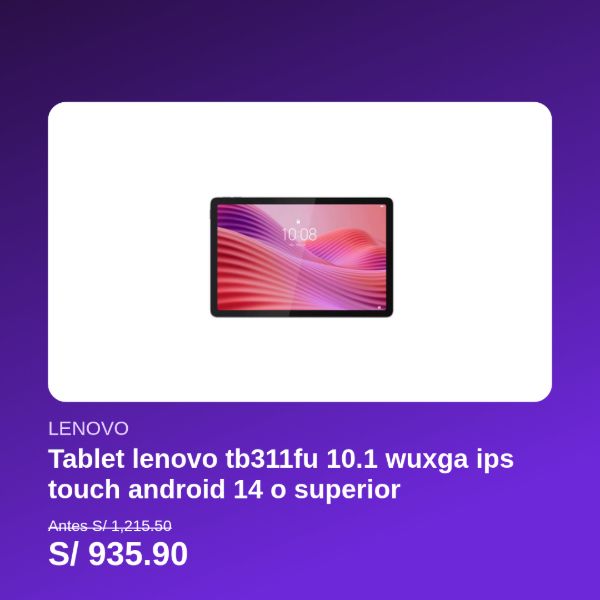 10:08
LENOVO
Tablet lenovo tb311fu 10.1 wuxga ips
touch android 14 o superior
Antes S/ 1,215.50
S/ 935.90